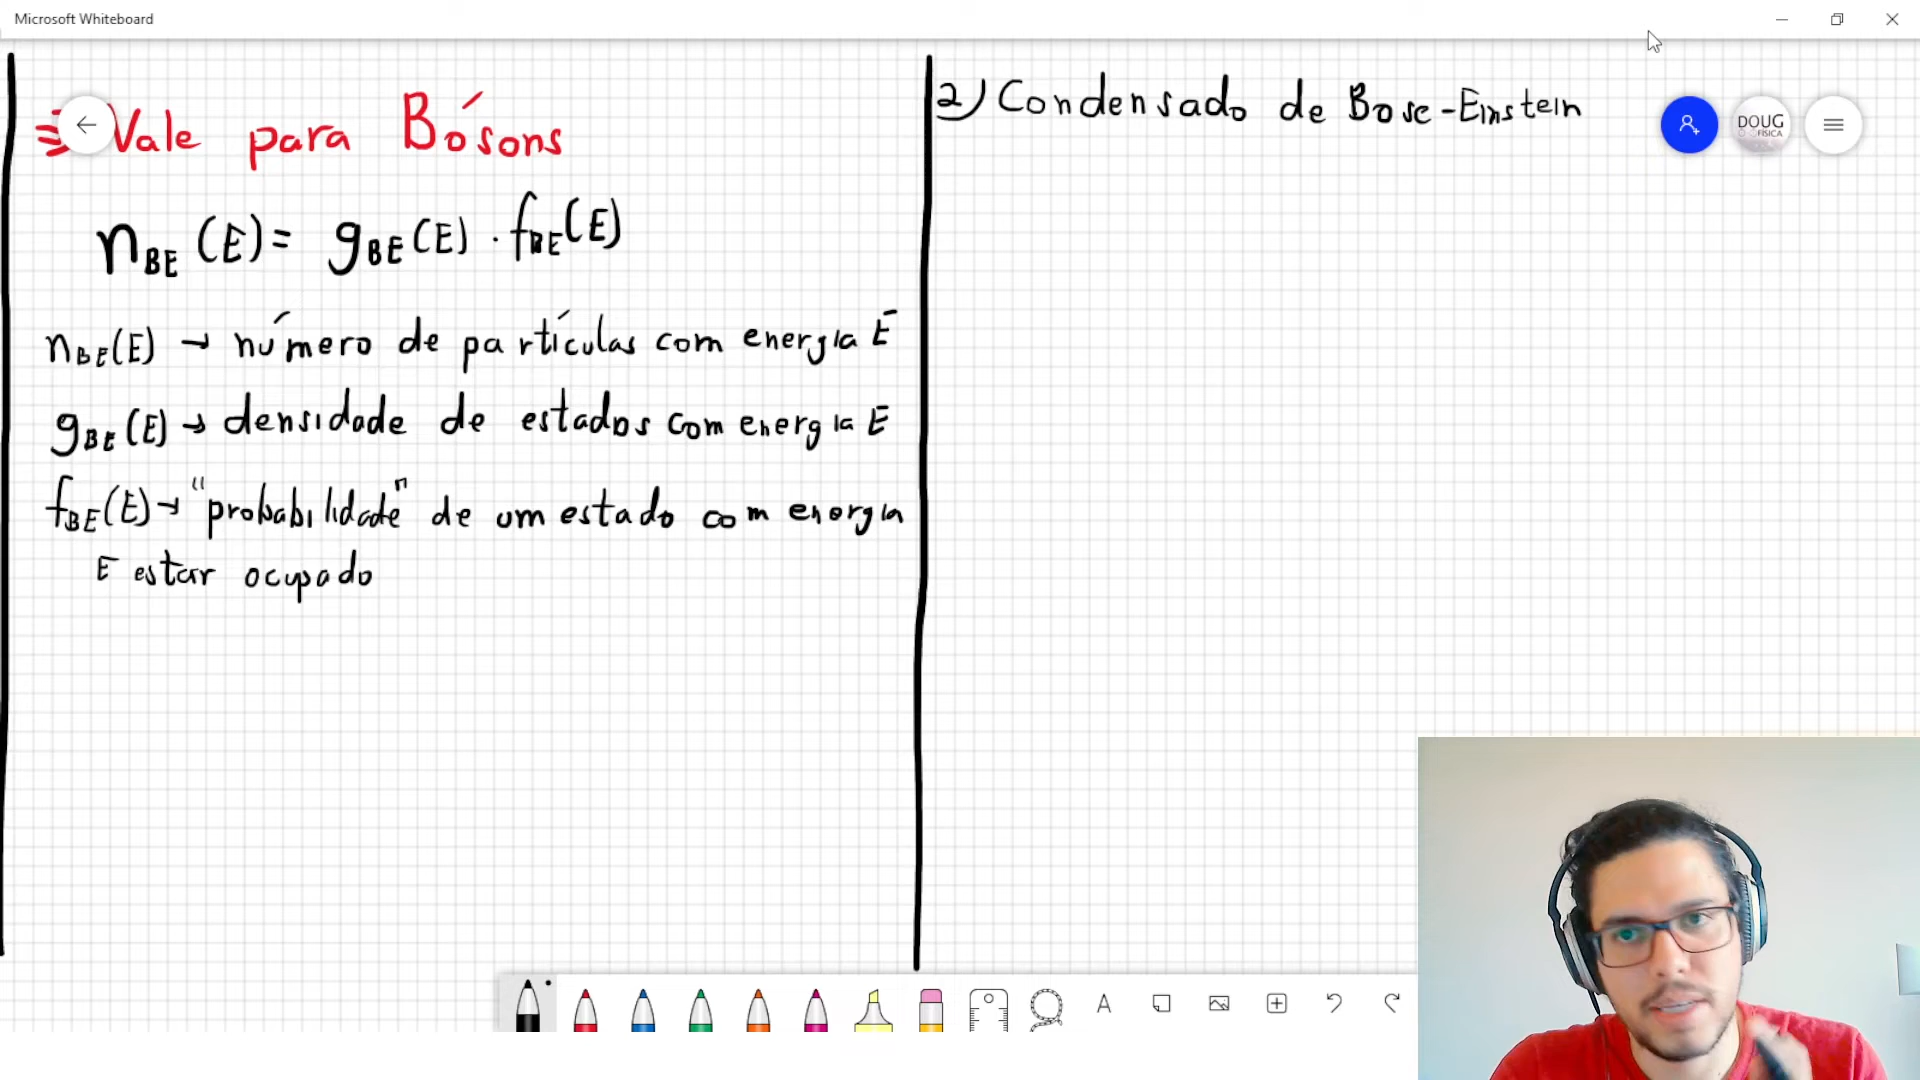 Microsoft Whiteboard
Vale para Bósons
n_BE (E) = g_BE (E) · f_BE (E)
n_BE (E) → número de partículas com energia E
g_BE (E) → densidade de estados com energia E
f_BE (E) → "probabilidade" de um estado com energia
E estar ocupado
2) Condensado de Bose-Einstein
DOUG
FÍSICA
A